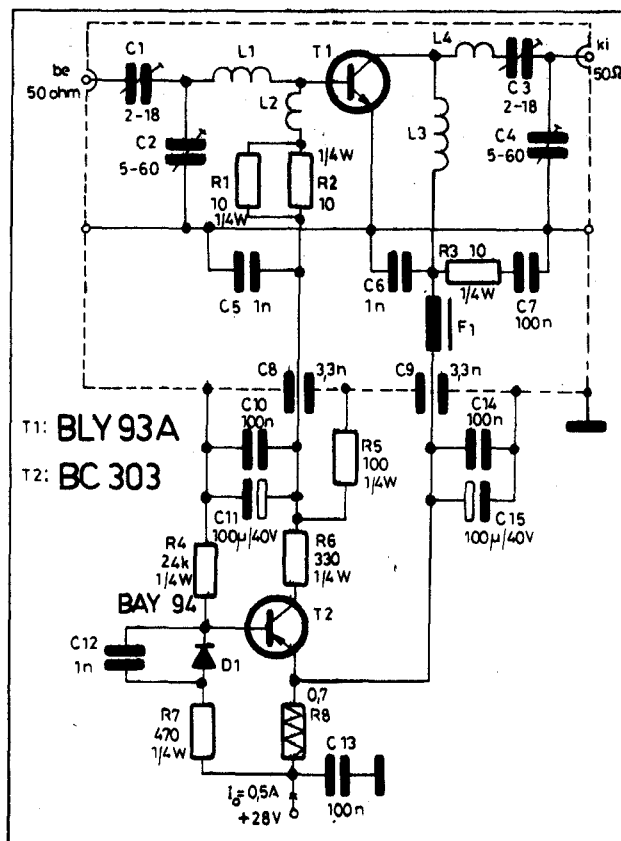 C1
L1
T1
L4
be
50 ohm
2-18
ki
50Ω
L2
C3
2-18
C2
5-60
L3
C4
5-60
1/4W
R1
10
1/4W
R2
10
C5
1n
C6
1n
R3 10
1/4W
C7
100n
F1
C8
3,3n
C9
3,3n
T1: BLY 93A
T2: BC 303
C10
100n
R5
100
1/4W
C14
100n
C11
100μ/40V
C15
100μ/40V
R4
24k
1/4W
R6
330
1/4W
BAY 94
T2
C12
1n
D1
R7
470
1/4W
0,7
R8
C13
100n
I₀=0,5A
+28V